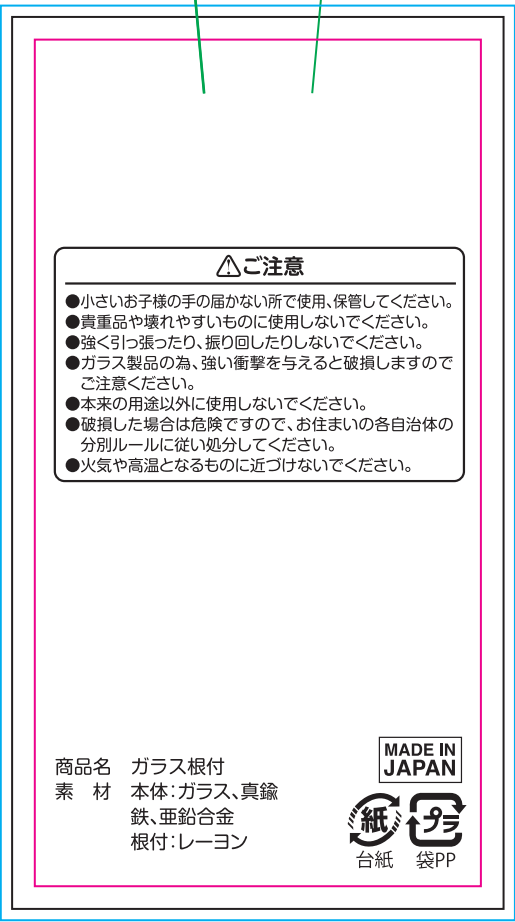 ⚠ご注意
●小さいお子様の手の届かない所で使用、保管してください。
●貴重品や壊れやすいものに使用しないでください。
●強く引っ張ったり、振り回したりしないでください。
●ガラス製品の為、強い衝撃を与えると破損しますので
ご注意ください。
●本来の用途以外に使用しないでください。
●破損した場合は危険ですので、お住まいの各自治体の
分別ルールに従い処分してください。
●火気や高温となるものに近づけないでください。
MADE IN
JAPAN
商品名 ガラス根付
素 材 本体:ガラス、真鍮
鉄、亜鉛合金
根付:レーヨン
紙 プラ
台紙 袋PP